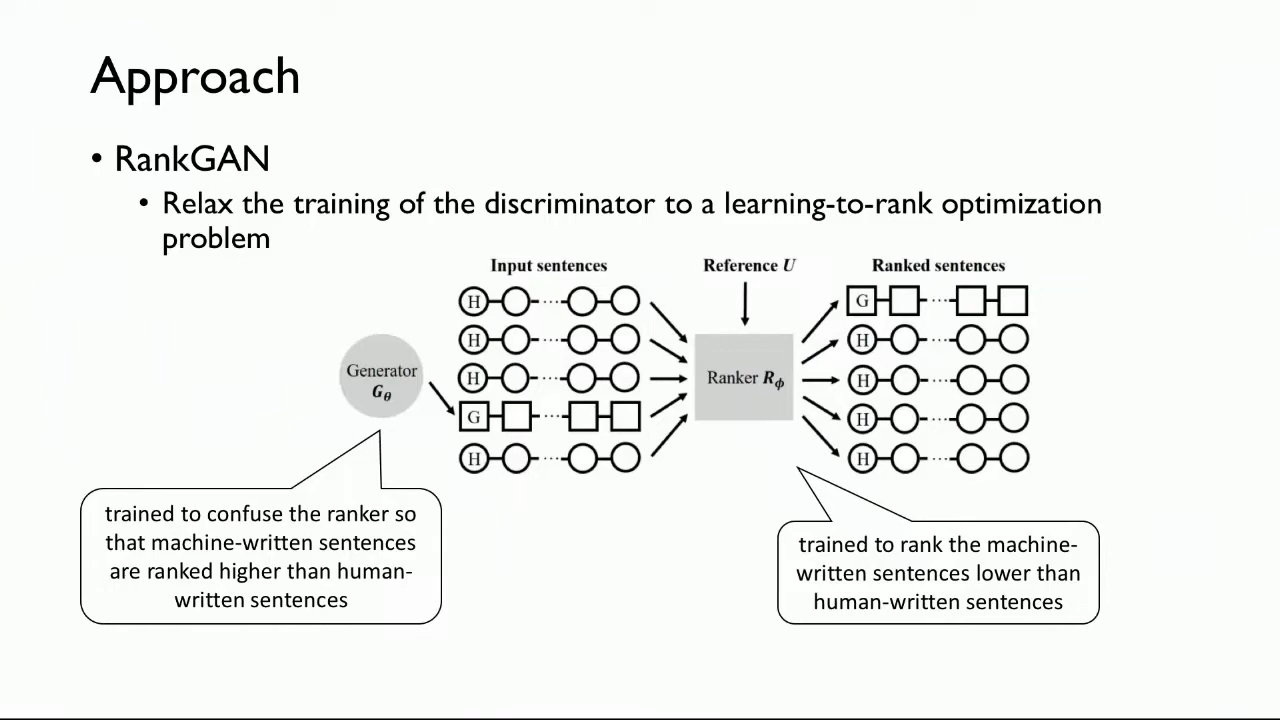 Approach
• RankGAN
• Relax the training of the discriminator to a learning-to-rank optimization
problem
Input sentences
Reference U
Ranked sentences
H
H
H
G
H
Generator
G_θ
Ranker R_ϕ
G
H
H
H
H
trained to confuse the ranker so
that machine-written sentences
are ranked higher than human-
written sentences
trained to rank the machine-
written sentences lower than
human-written sentences